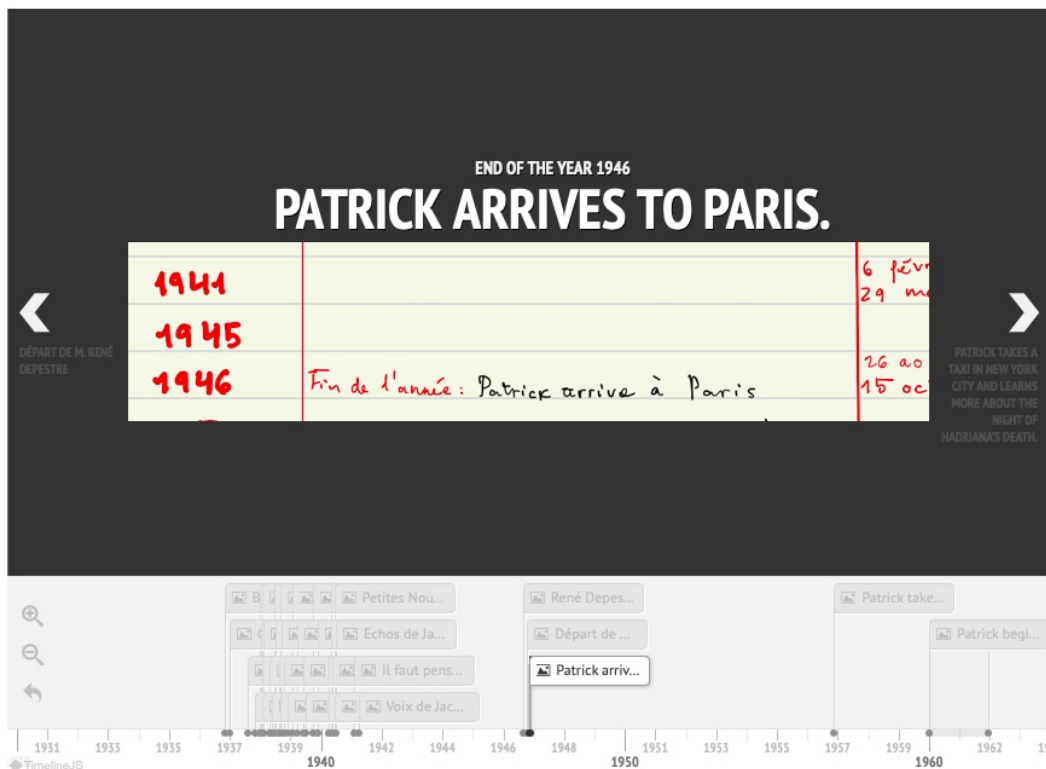 END OF THE YEAR 1946
PATRICK ARRIVES TO PARIS.
1941
6 févr
29 ma
1945
1946
Fin de l'année: Patrick arrive à Paris
26 ao
15 oc
DÉPART DE M. RENÉ
DEPESTRE
PATRICK TAKES A
TAXI IN NEW YORK
CITY AND LEARNS
MORE ABOUT THE
NIGHT OF
HADRIANA'S DEATH.
B
Petites Nou...
René Depes...
Patrick take...
Echos de Ja...
Départ de ...
Patrick begi...
Il faut pens...
Patrick arriv...
Voix de Jac...
1931 1933 1935 1937 1939 1942 1944 1946 1948 1951 1953 1955 1957 1959 1962
1940 1950 1960
TimelineJS